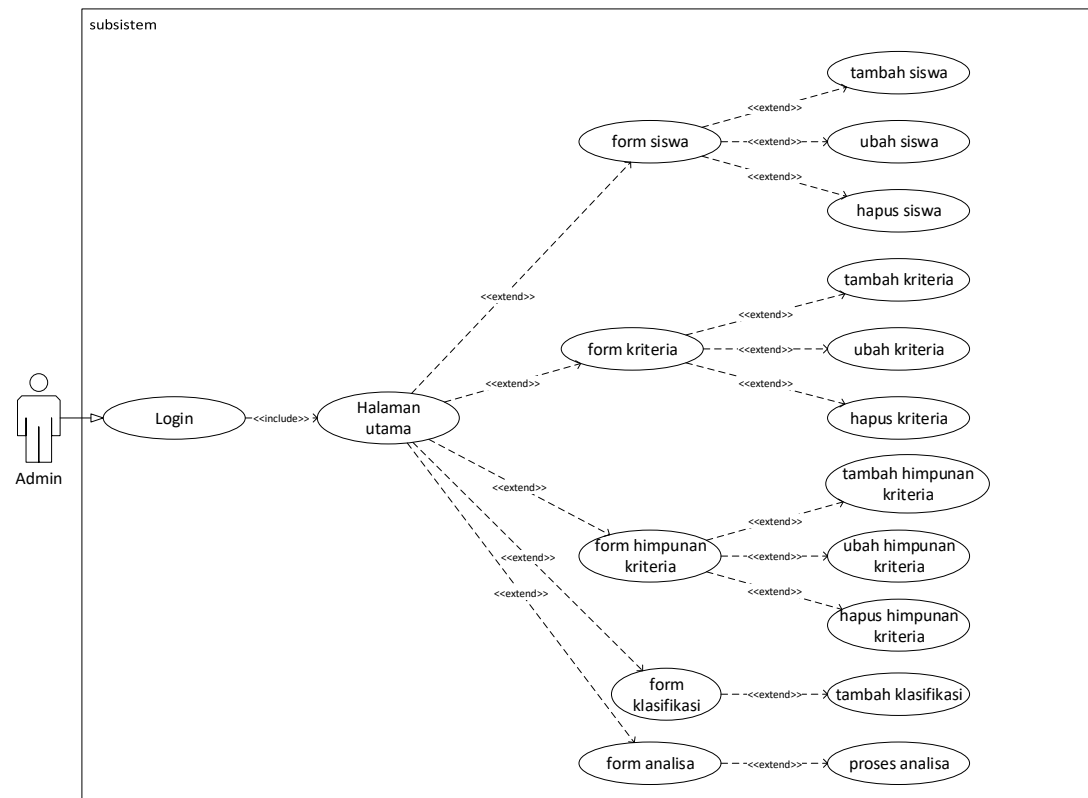 subsistem
tambah siswa
<<extend>>
form siswa
<<extend>>
ubah siswa
<<extend>>
hapus siswa
<<extend>>
tambah kriteria
<<extend>>
form kriteria
<<extend>>
ubah kriteria
<<extend>>
<<extend>>
hapus kriteria
Admin
Login
<<include>>
Halaman
utama
<<extend>>
tambah himpunan
kriteria
<<extend>>
form himpunan
kriteria
<<extend>>
ubah himpunan
kriteria
<<extend>>
hapus himpunan
kriteria
<<extend>>
<<extend>>
form
klasifikasi
<<extend>>
tambah klasifikasi
form analisa
<<extend>>
proses analisa